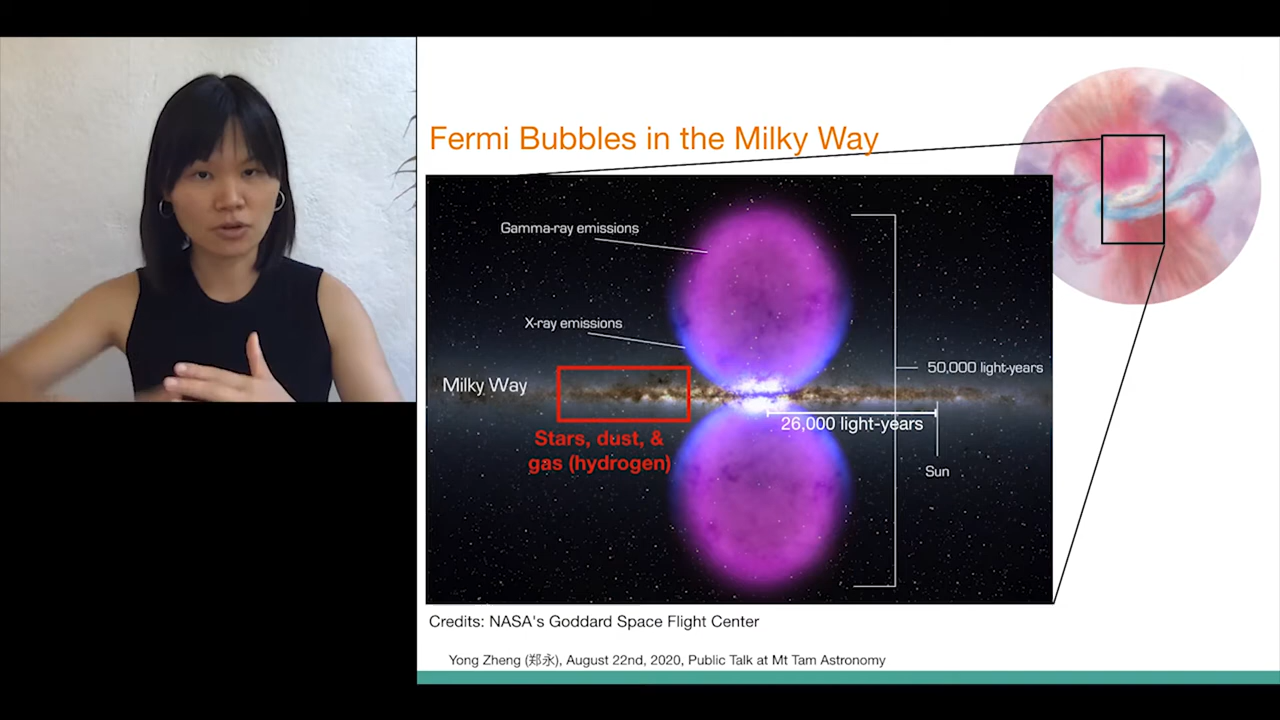 Fermi Bubbles in the Milky Way
Gamma-ray emissions
X-ray emissions
50,000 light-years
Milky Way
26,000 light-years
Stars, dust, &
gas (hydrogen)
Sun
Credits: NASA's Goddard Space Flight Center
Yong Zheng (郑永), August 22nd, 2020, Public Talk at Mt Tam Astronomy